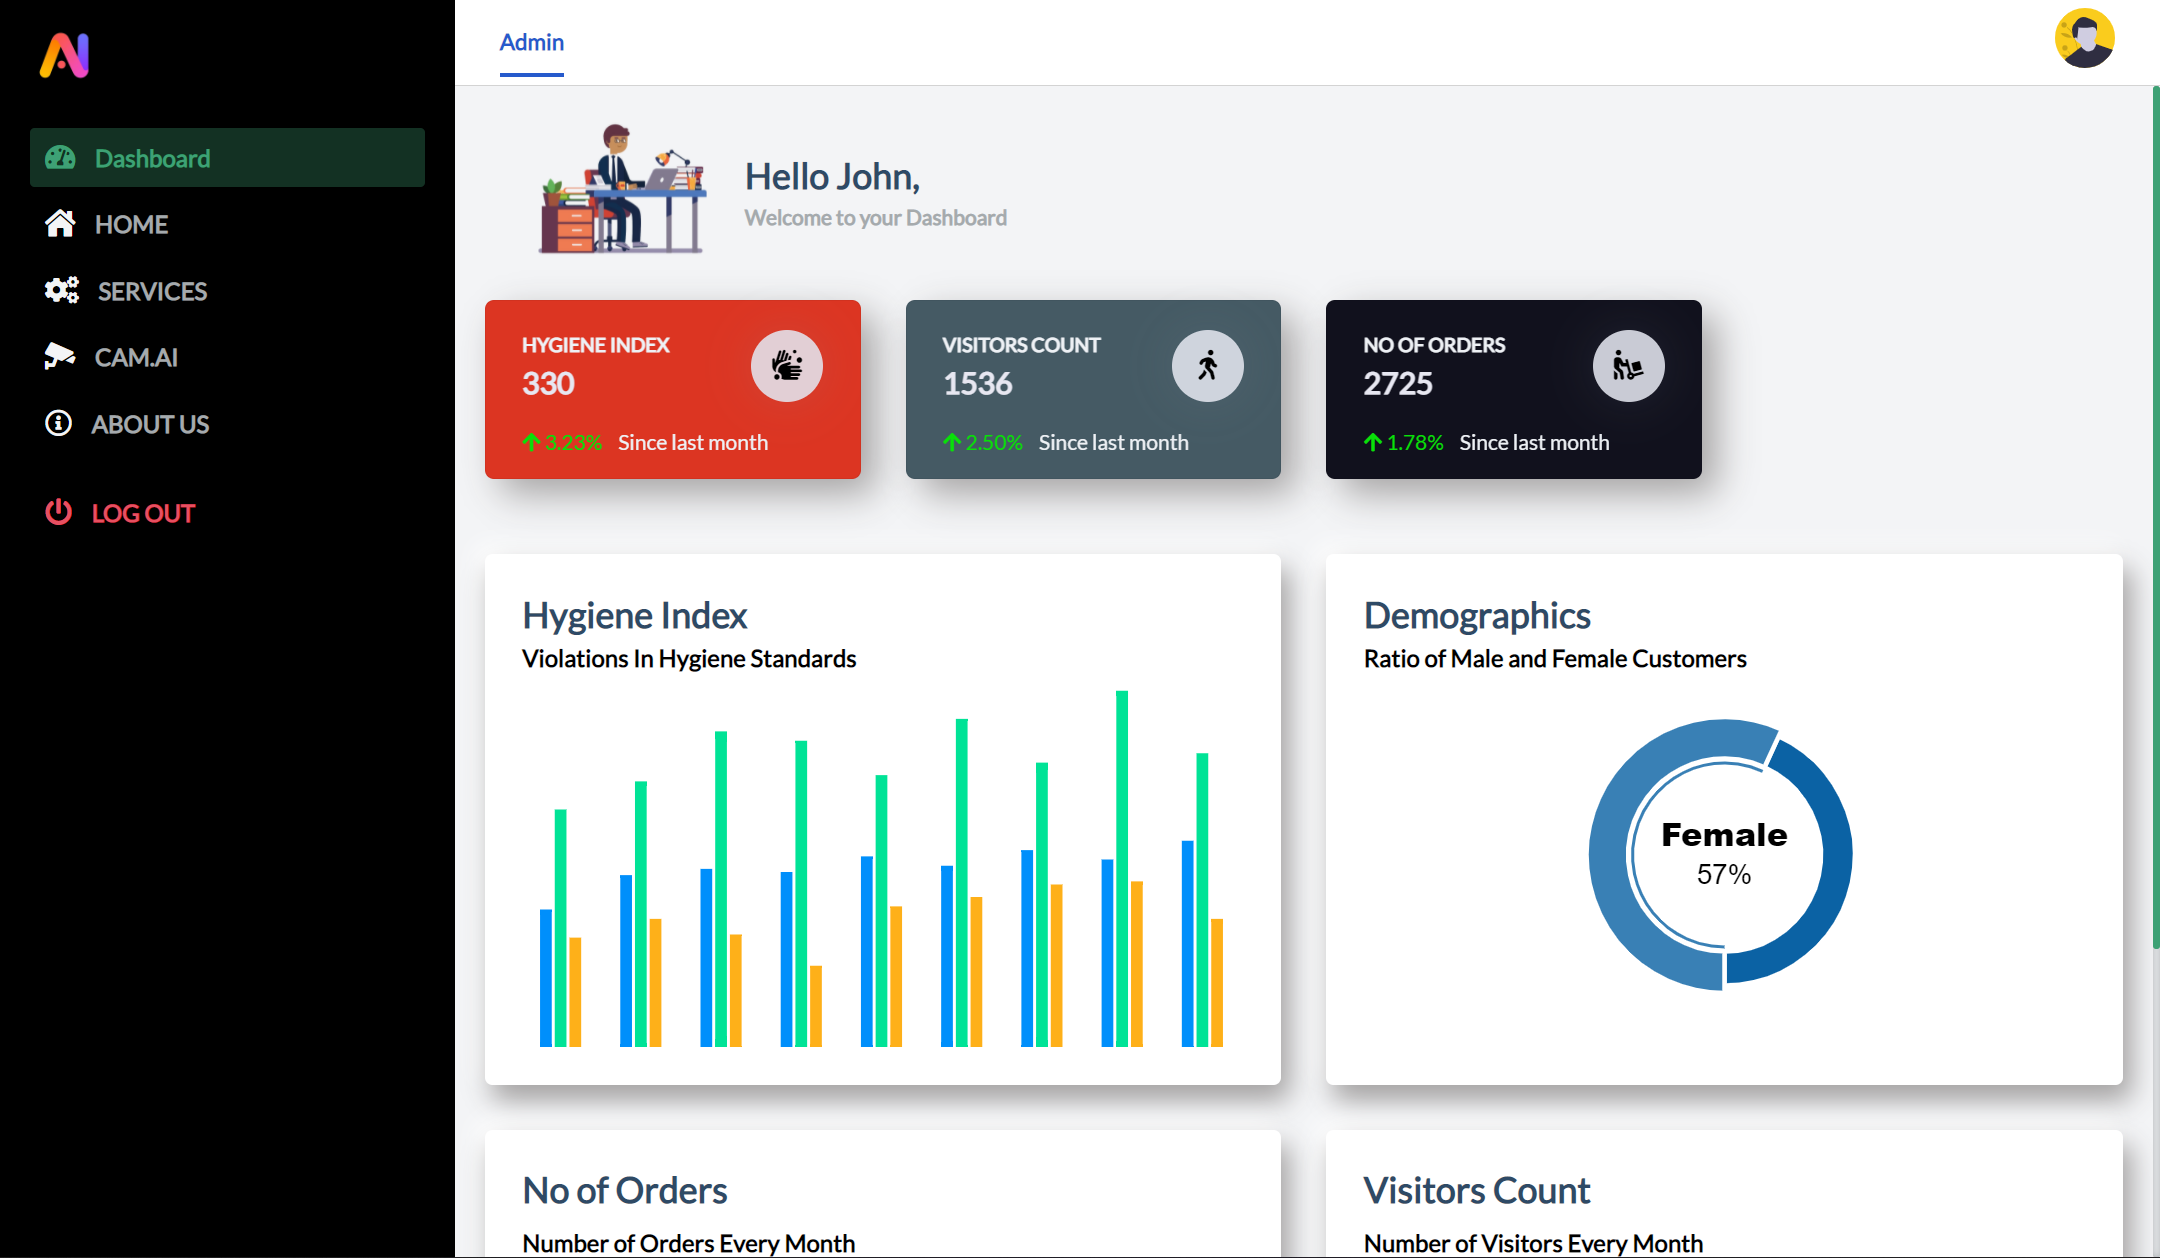 AI
Dashboard
HOME
SERVICES
CAM.AI
ABOUT US
LOG OUT
Admin
Hello John,
Welcome to your Dashboard
HYGIENE INDEX
330
3.23% Since last month
VISITORS COUNT
1536
2.50% Since last month
NO OF ORDERS
2725
1.78% Since last month
Hygiene Index
Violations In Hygiene Standards
Demographics
Ratio of Male and Female Customers
Female
57%
No of Orders
Number of Orders Every Month
Visitors Count
Number of Visitors Every Month